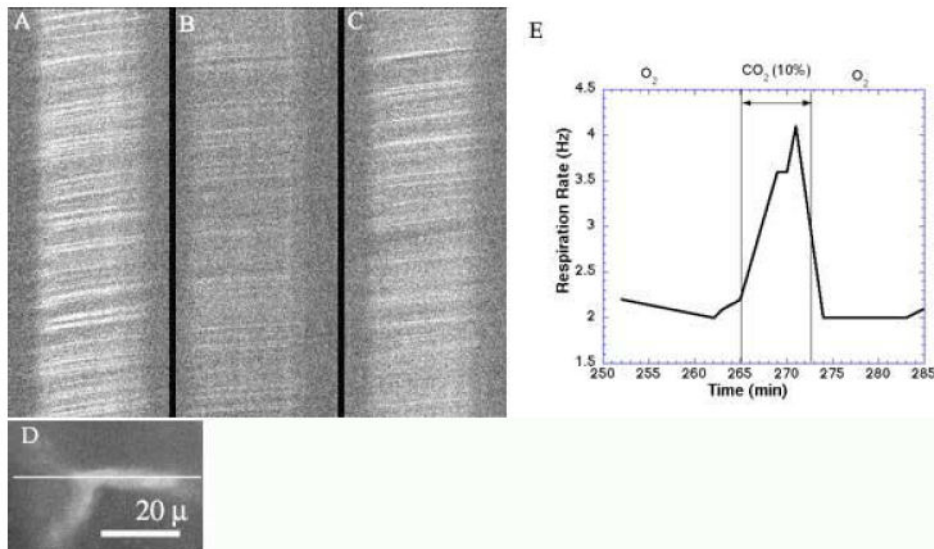 A
B
C
E
O2
CO2 (10%)
O2
4.5
4
3.5
3
2.5
2
1.5
Respiration Rate (Hz)
250 255 260 265 270 275 280 285
Time (min)
D
20 μ